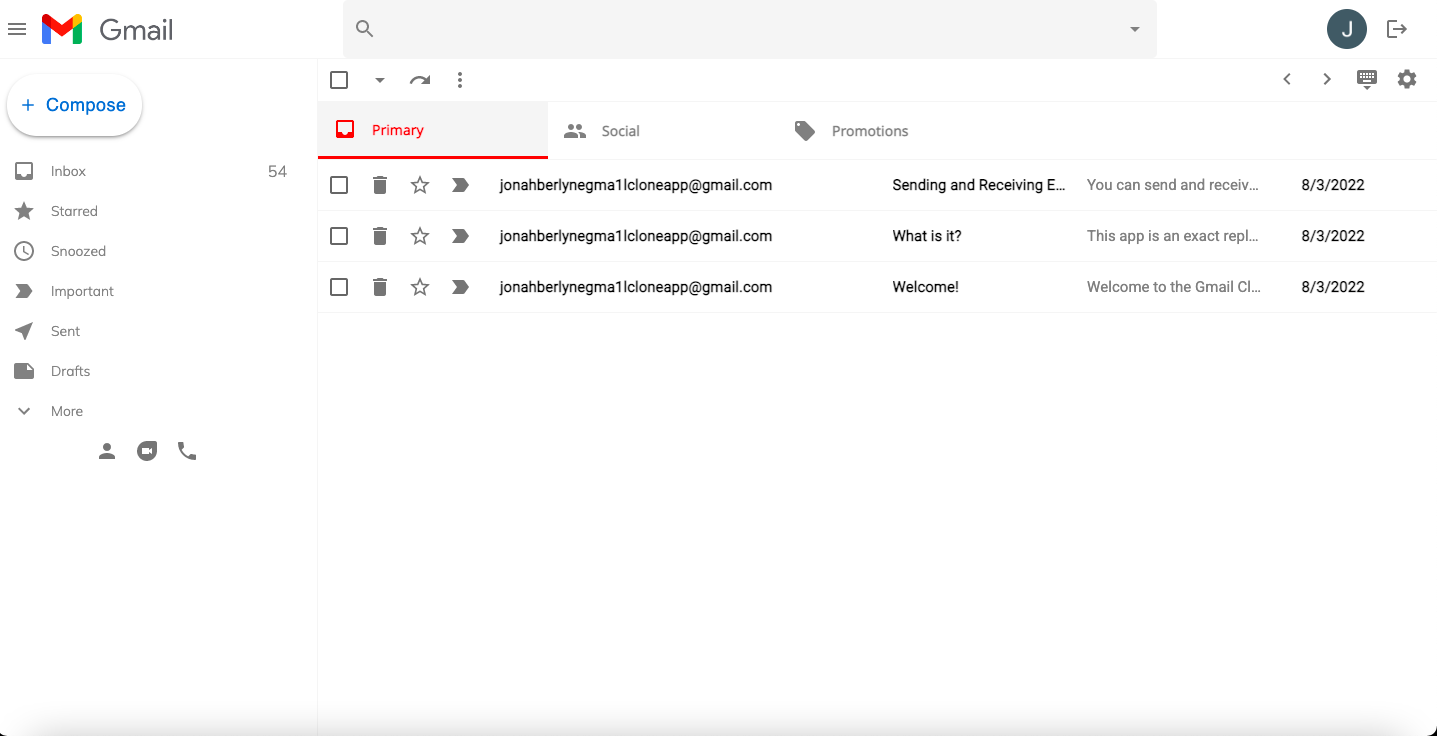 Gmail
J
+ Compose
Primary
Social
Promotions
Inbox 54
Starred
Snoozed
Important
Sent
Drafts
More
jonahberlynegma1lcloneapp@gmail.com Sending and Receiving E... You can send and receiv... 8/3/2022
jonahberlynegma1lcloneapp@gmail.com What is it? This app is an exact repl... 8/3/2022
jonahberlynegma1lcloneapp@gmail.com Welcome! Welcome to the Gmail Cl... 8/3/2022